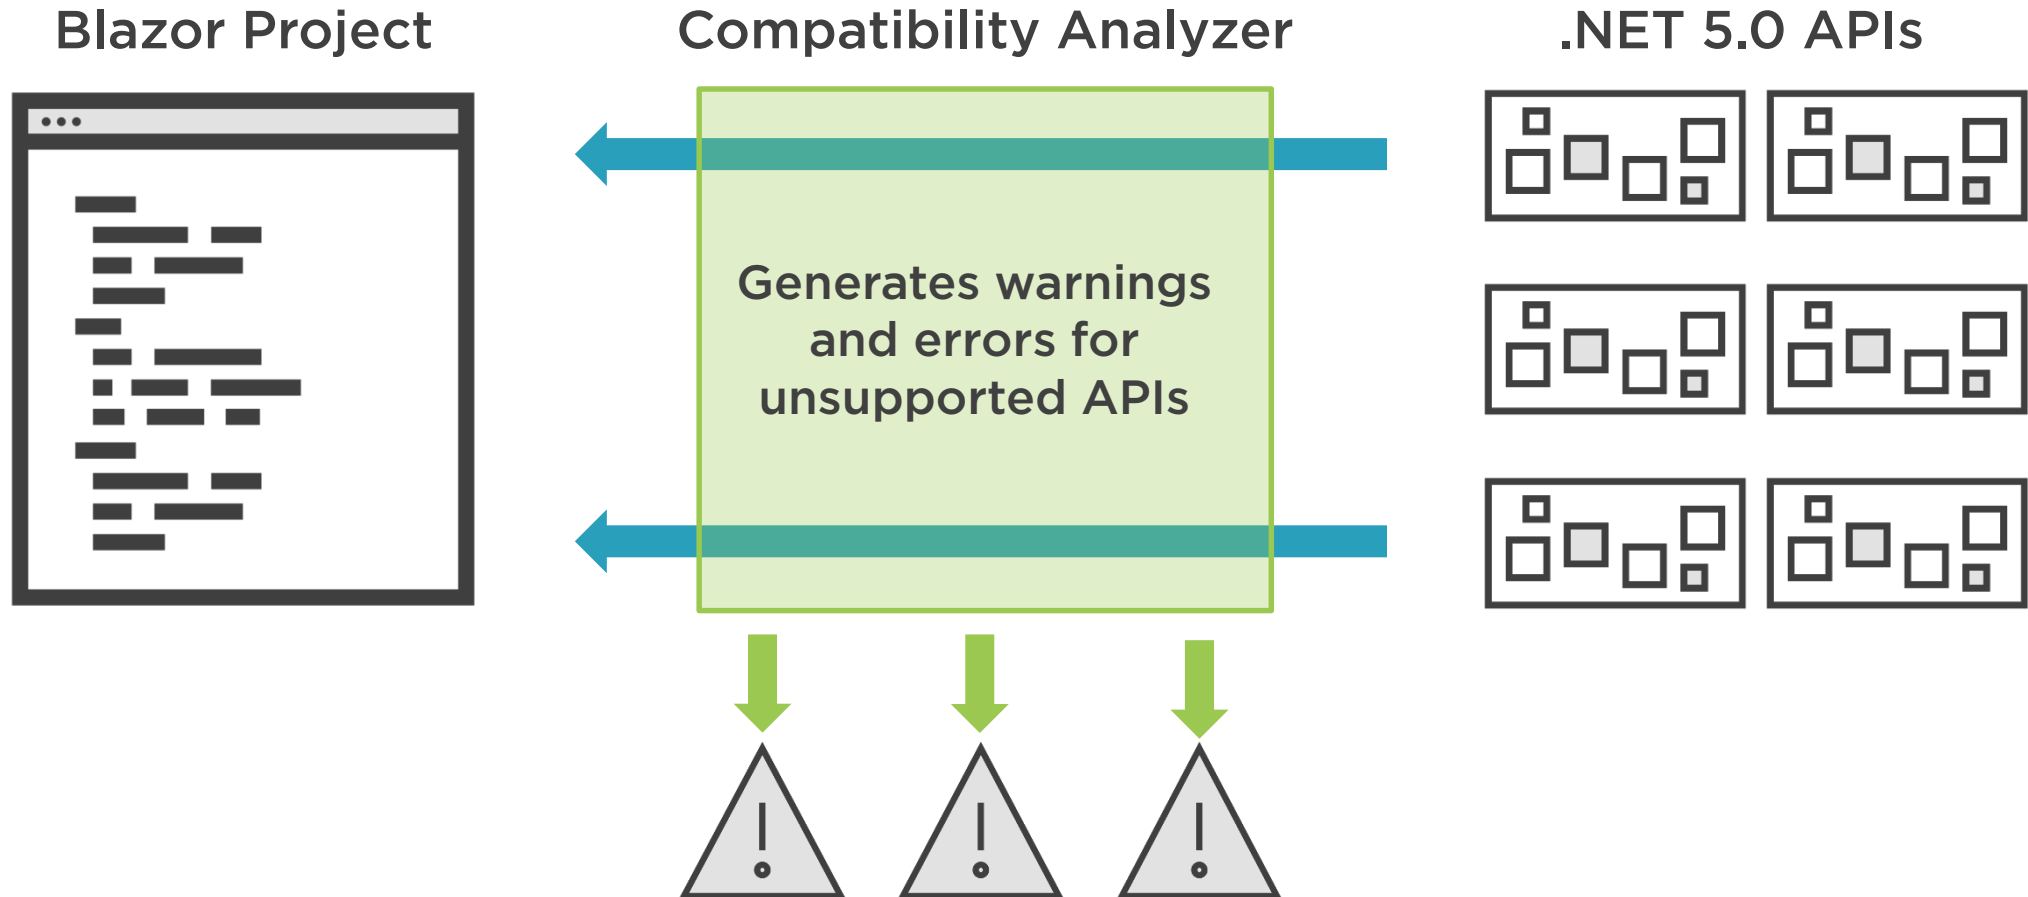 Blazor Project
Compatibility Analyzer
.NET 5.0 APIs
Generates warnings
and errors for
unsupported APIs